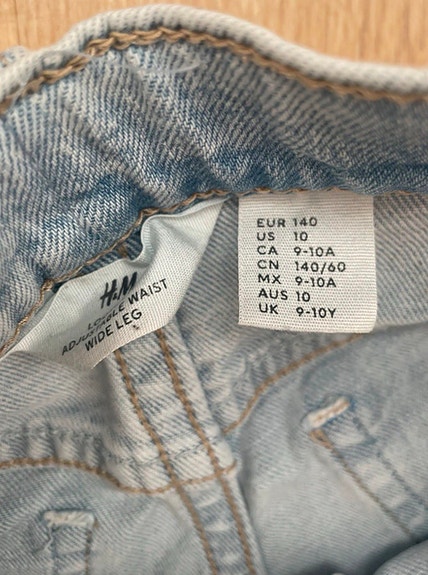 H&M
WAIST
WIDE LEG
EUR 140
US 10
CA 9-10A
CN 140/60
MX 9-10A
AUS 10
UK 9-10Y